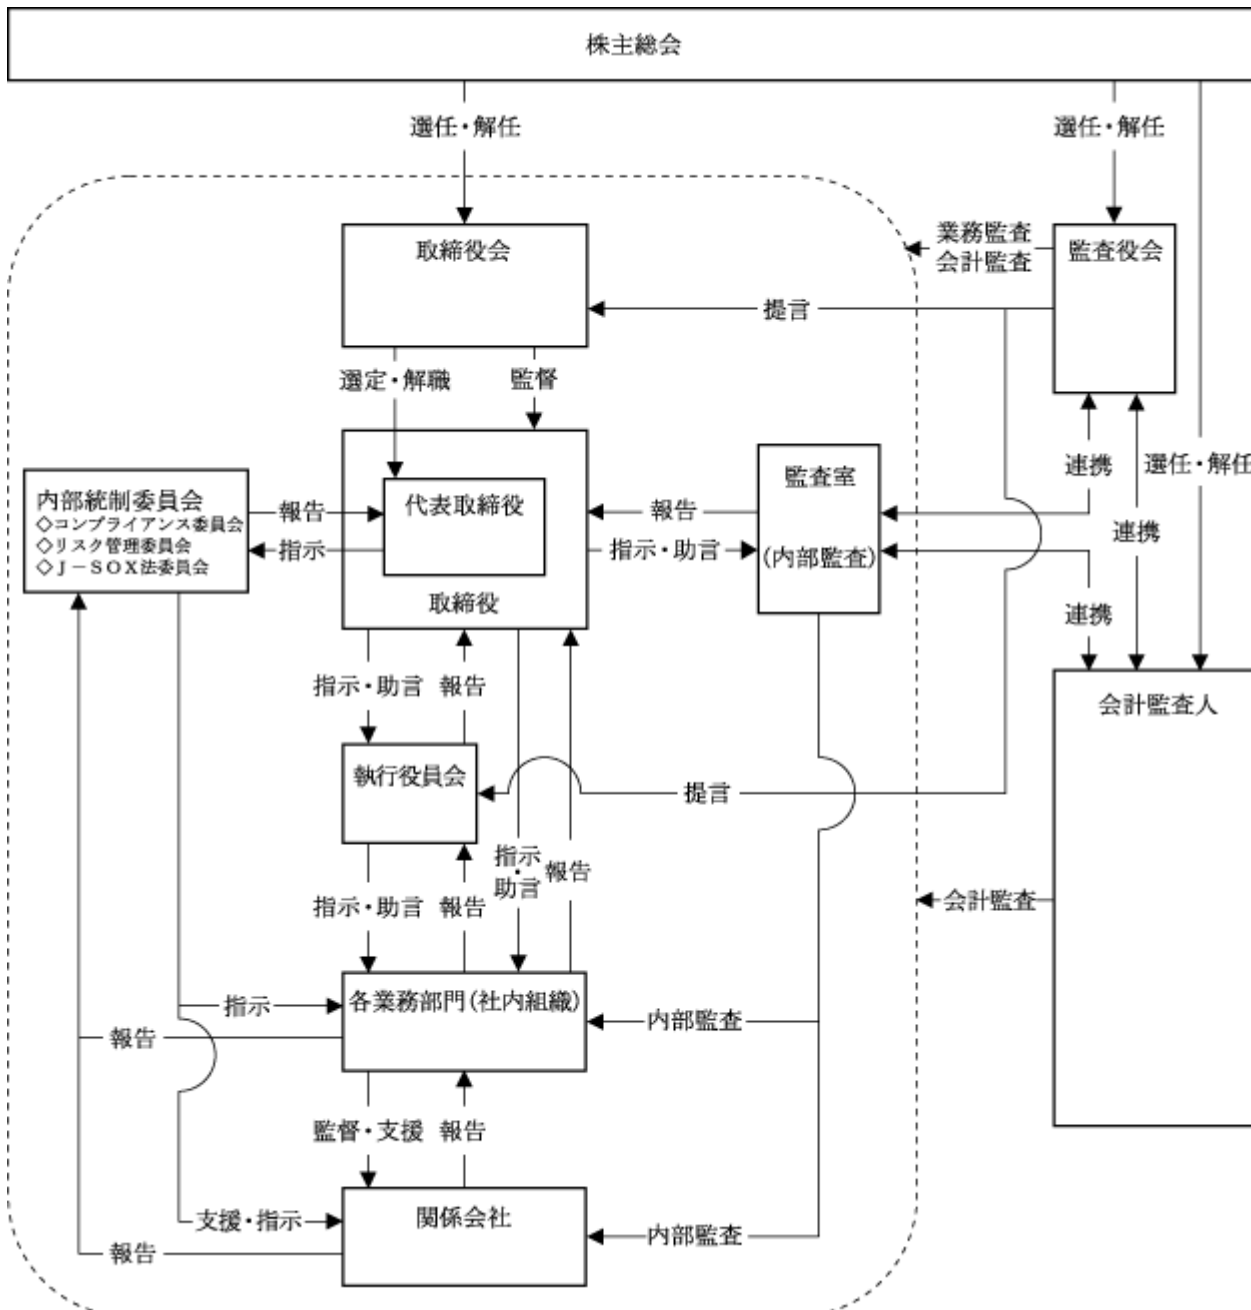 株主総会
選任・解任
選任・解任
取締役会
業務監査
会計監査
監査役会
提言
選定・解職
監督
内部統制委員会
◇コンプライアンス委員会
◇リスク管理委員会
◇J－SOX法委員会
報告
指示
代表取締役
取締役
報告
指示・助言
監査室
(内部監査)
連携
連携
選任・解任
連携
会計監査人
指示・助言
報告
執行役員会
提言
指示・助言
報告
指示
・
助言
報告
会計監査
各業務部門(社内組織)
指示
報告
内部監査
監督・支援
報告
関係会社
支援・指示
報告
内部監査